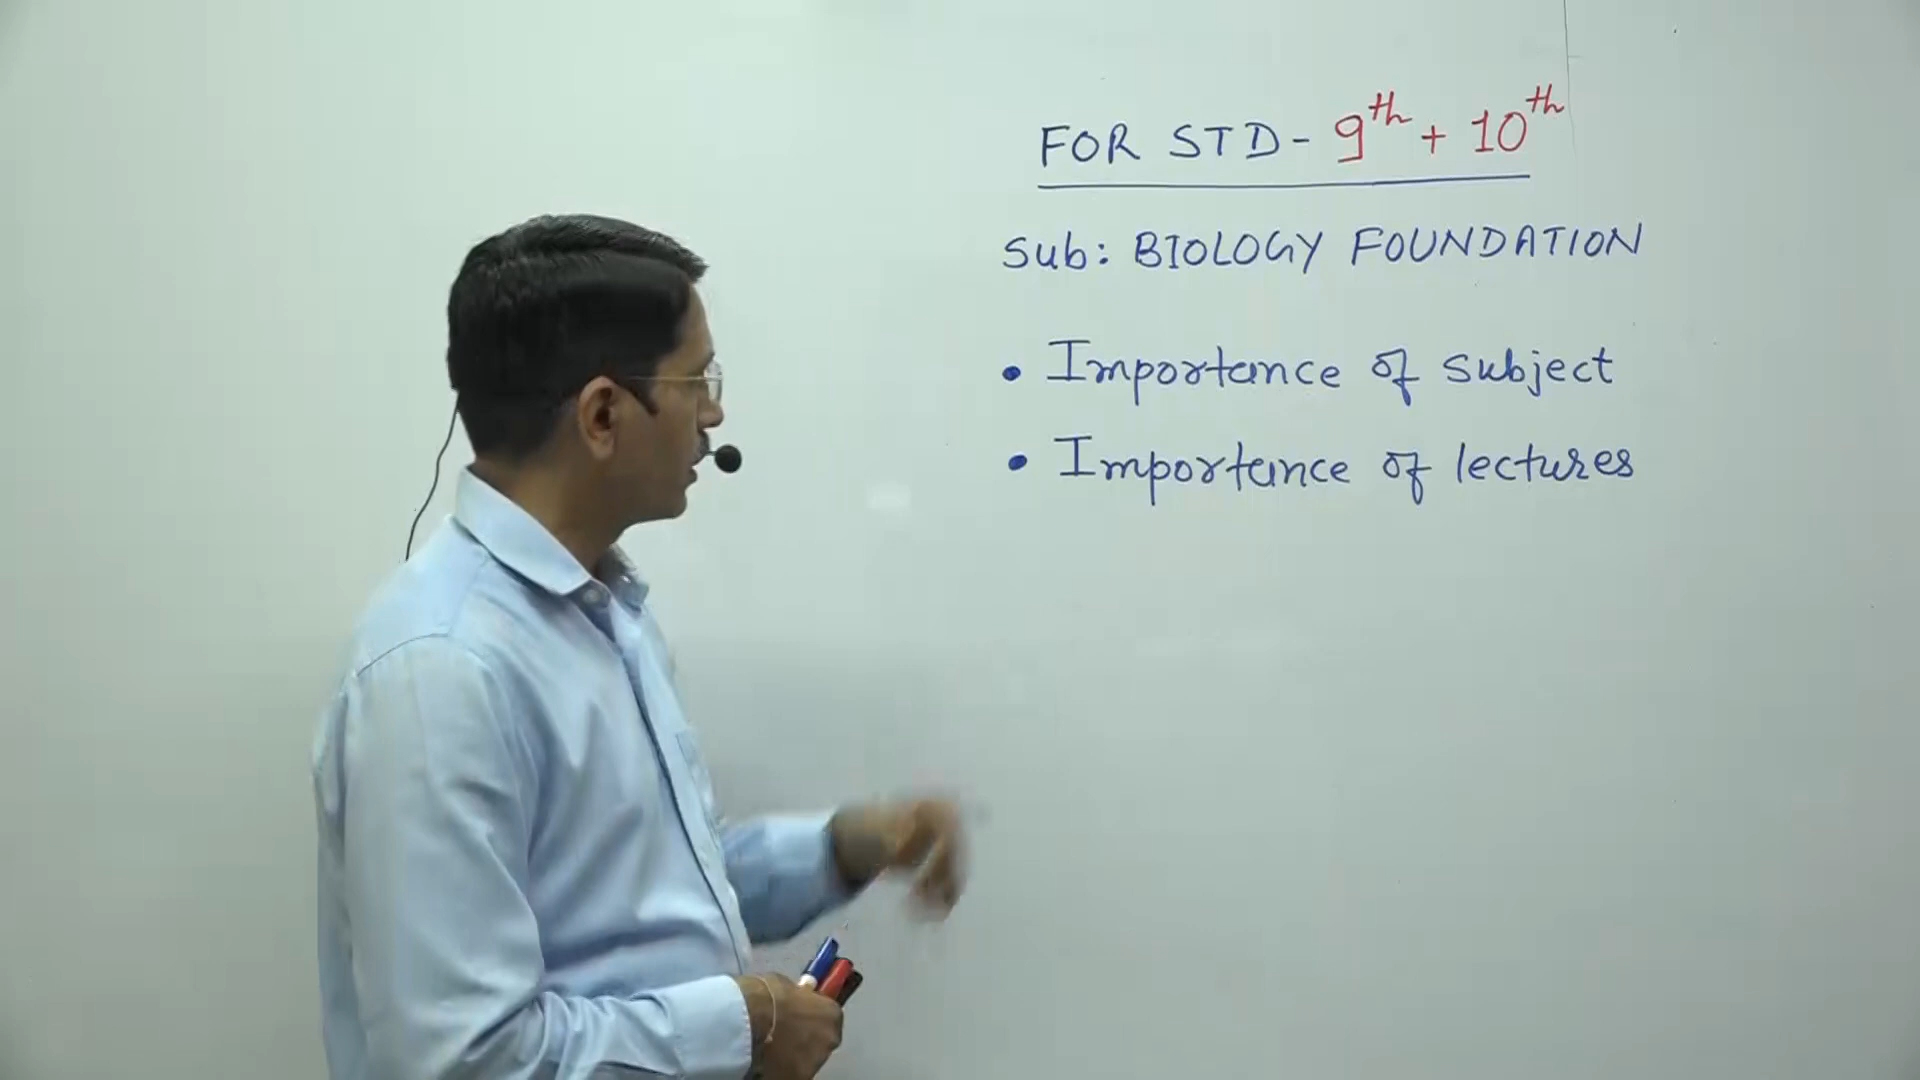 FOR STD- 9th + 10th
Sub: BIOLOGY FOUNDATION
• Importance of subject
• Importance of lectures